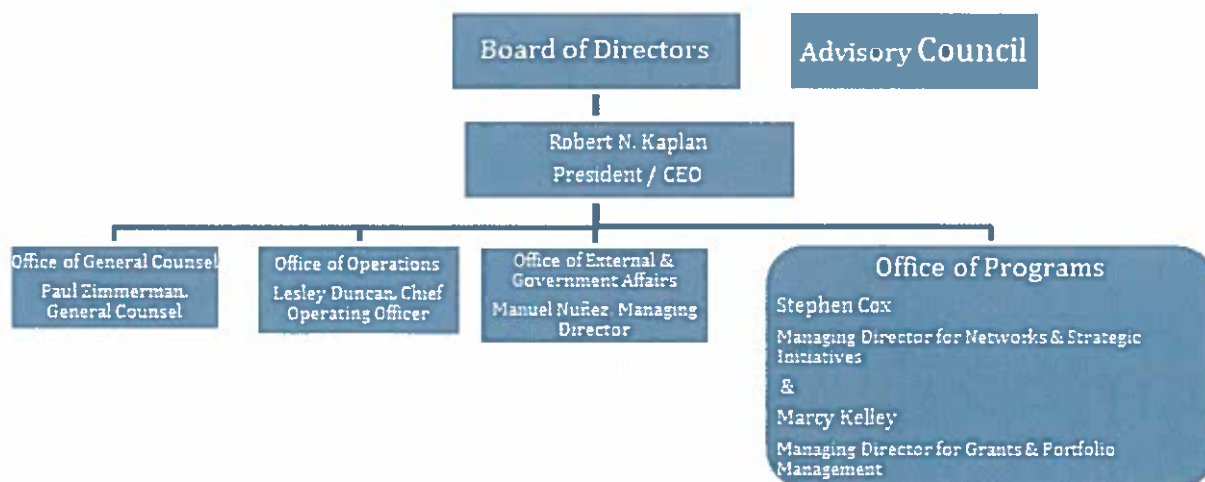 Board of Directors
Advisory Council
Robert N. Kaplan
President / CEO
Office of General Counsel
Paul Zimmerman,
General Counsel
Office of Operations
Lesley Duncan, Chief
Operating Officer
Office of External &
Government Affairs
Manuel Nuñez, Managing
Director
Office of Programs
Stephen Cox
Managing Director for Networks & Strategic
Initiatives
&
Marcy Kelley
Managing Director for Grants & Portfolio
Management